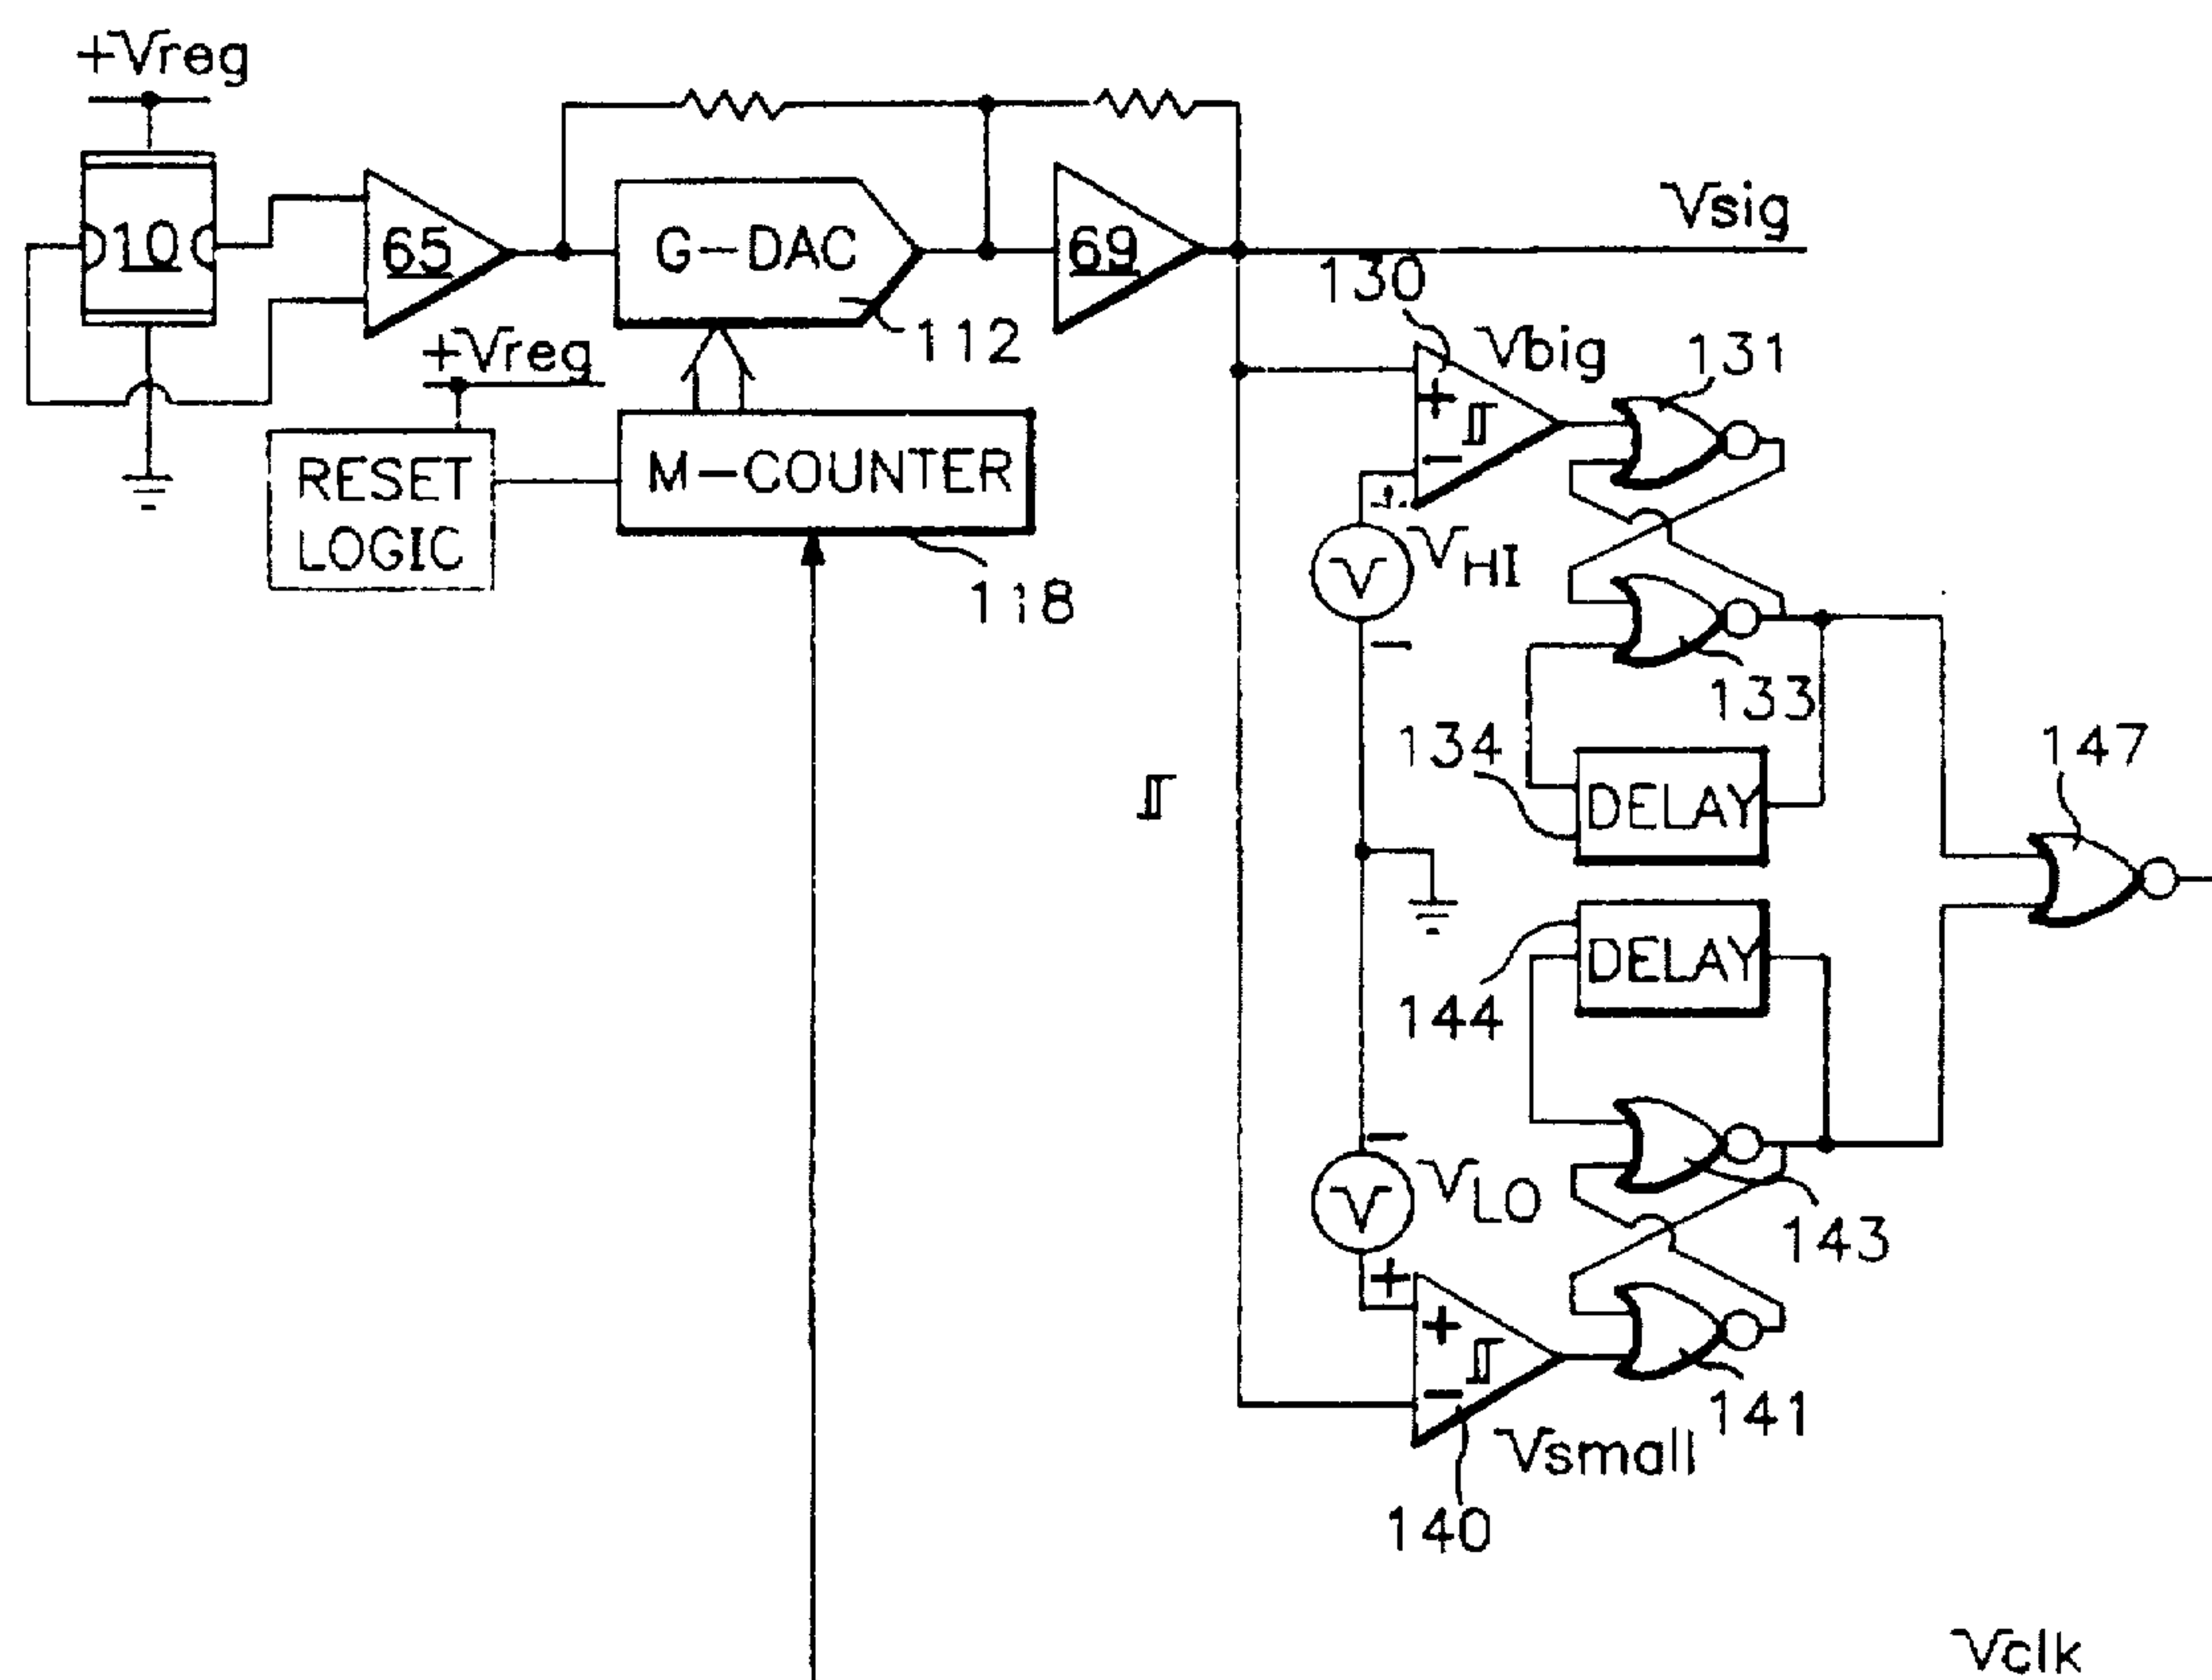 +Vreg
10
65
G-DAC
112
69
Vsig
130
Vbig
131
+Vreg
RESET
LOGIC
M-COUNTER
118
+
-
V
VHI
-
133
134
DELAY
147
DELAY
144
-
V
VLO
143
+
+
-
141
Vsmall
140
Vclk